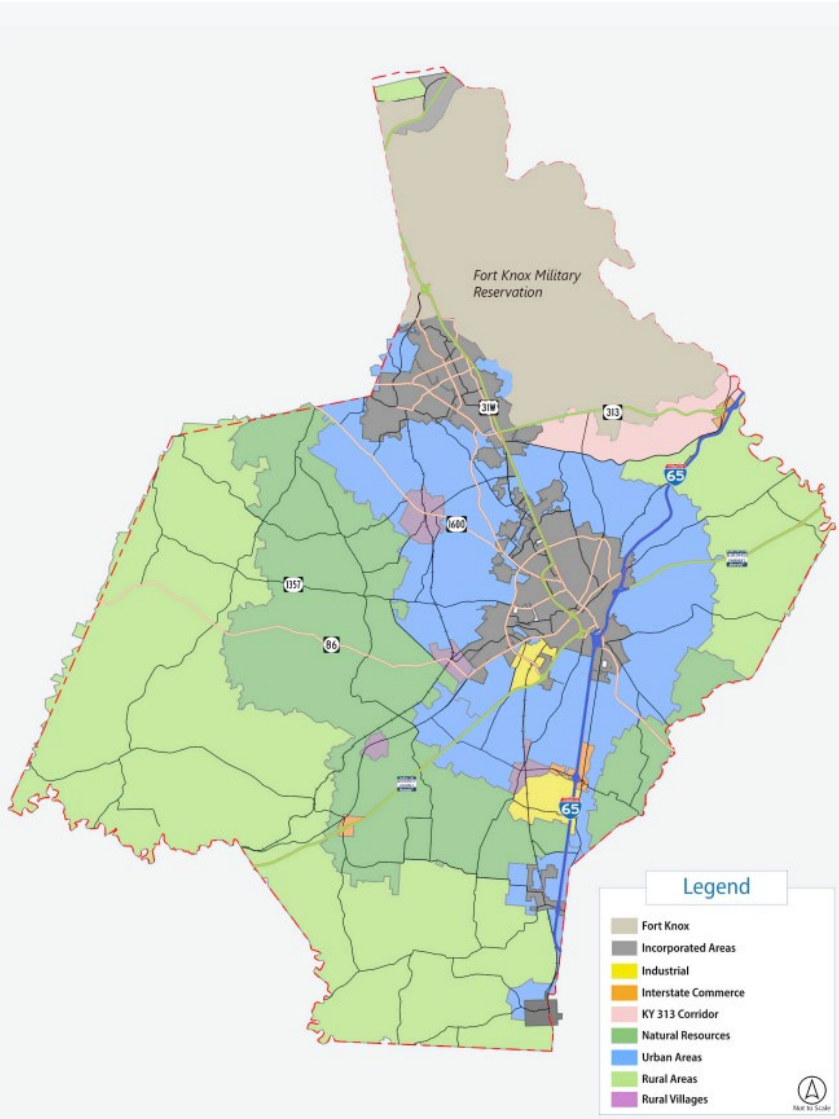 Fort Knox Military
Reservation
31W
313
65
1600
1357
86
65
Legend
Fort Knox
Incorporated Areas
Industrial
Interstate Commerce
KY 313 Corridor
Natural Resources
Urban Areas
Rural Areas
Rural Villages
Not to Scale